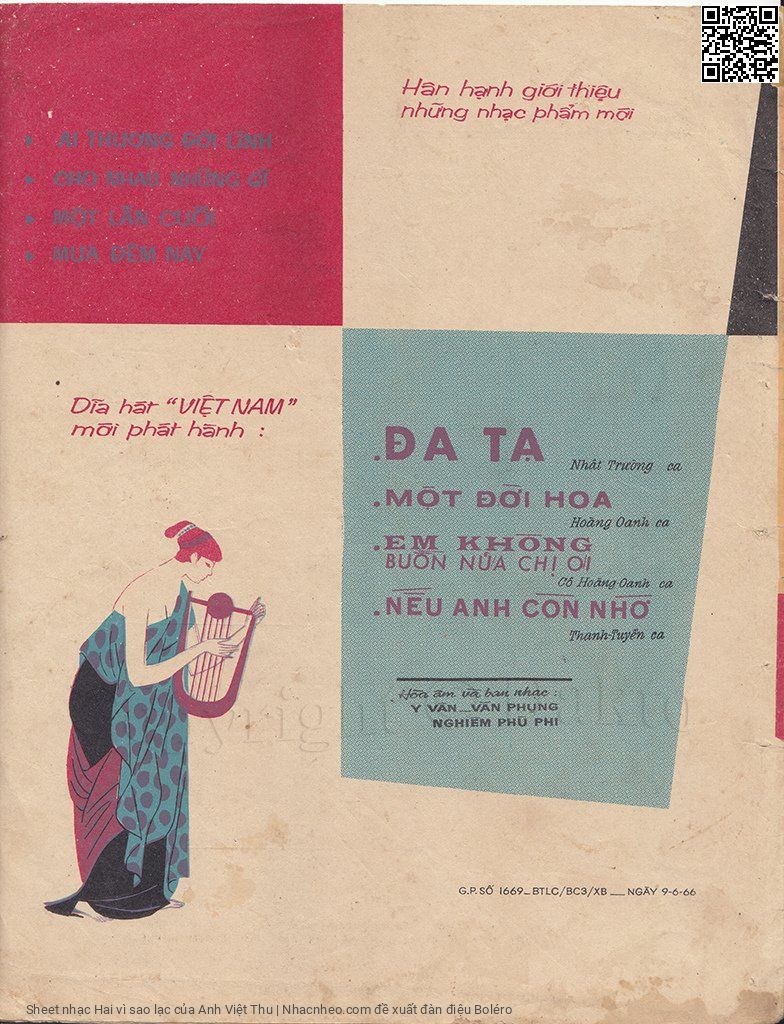 Hân hạnh giới thiệu
những nhạc phẩm mới
AI THƯƠNG ĐỜI LÍNH
CHO NHAU NHỮNG GÌ
MỘT LẦN CUỐI
MƯA ĐÊM NAY
Dĩa hát “VIỆT NAM”
mới phát hành :
.ĐA TẠ
Nhật Trường ca
.MỘT ĐỜI HOA
Hoàng Oanh ca
.EM KHÔNG
BUỒN NỮA CHỊ ƠI
Cô Hoàng-Oanh ca
.NẾU ANH CÒN NHỚ
Thanh-Tuyền ca
Hòa âm và ban nhạc :
Y VÂN_VĂN PHỤNG
NGHIÊM PHÚ PHI
G.P. SỐ 1669_BTLC/BC3/XB __ NGÀY 9-6-66
Sheet nhạc Hai vì sao lạc của Anh Việt Thu | Nhacnheo.com đề xuất đàn điệu Boléro